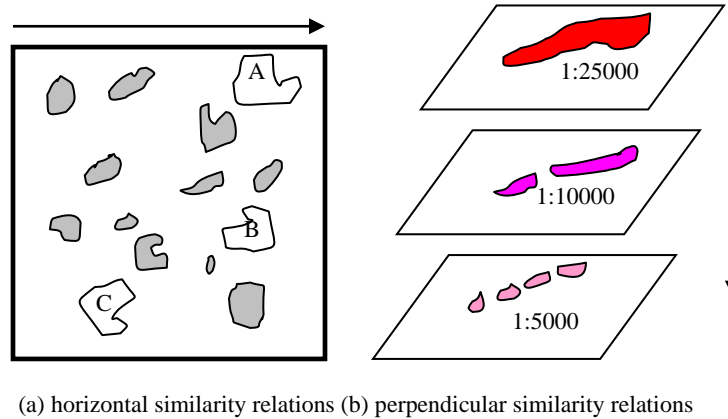 A
B
C
1:25000
1:10000
1:5000
(a) horizontal similarity relations (b) perpendicular similarity relations